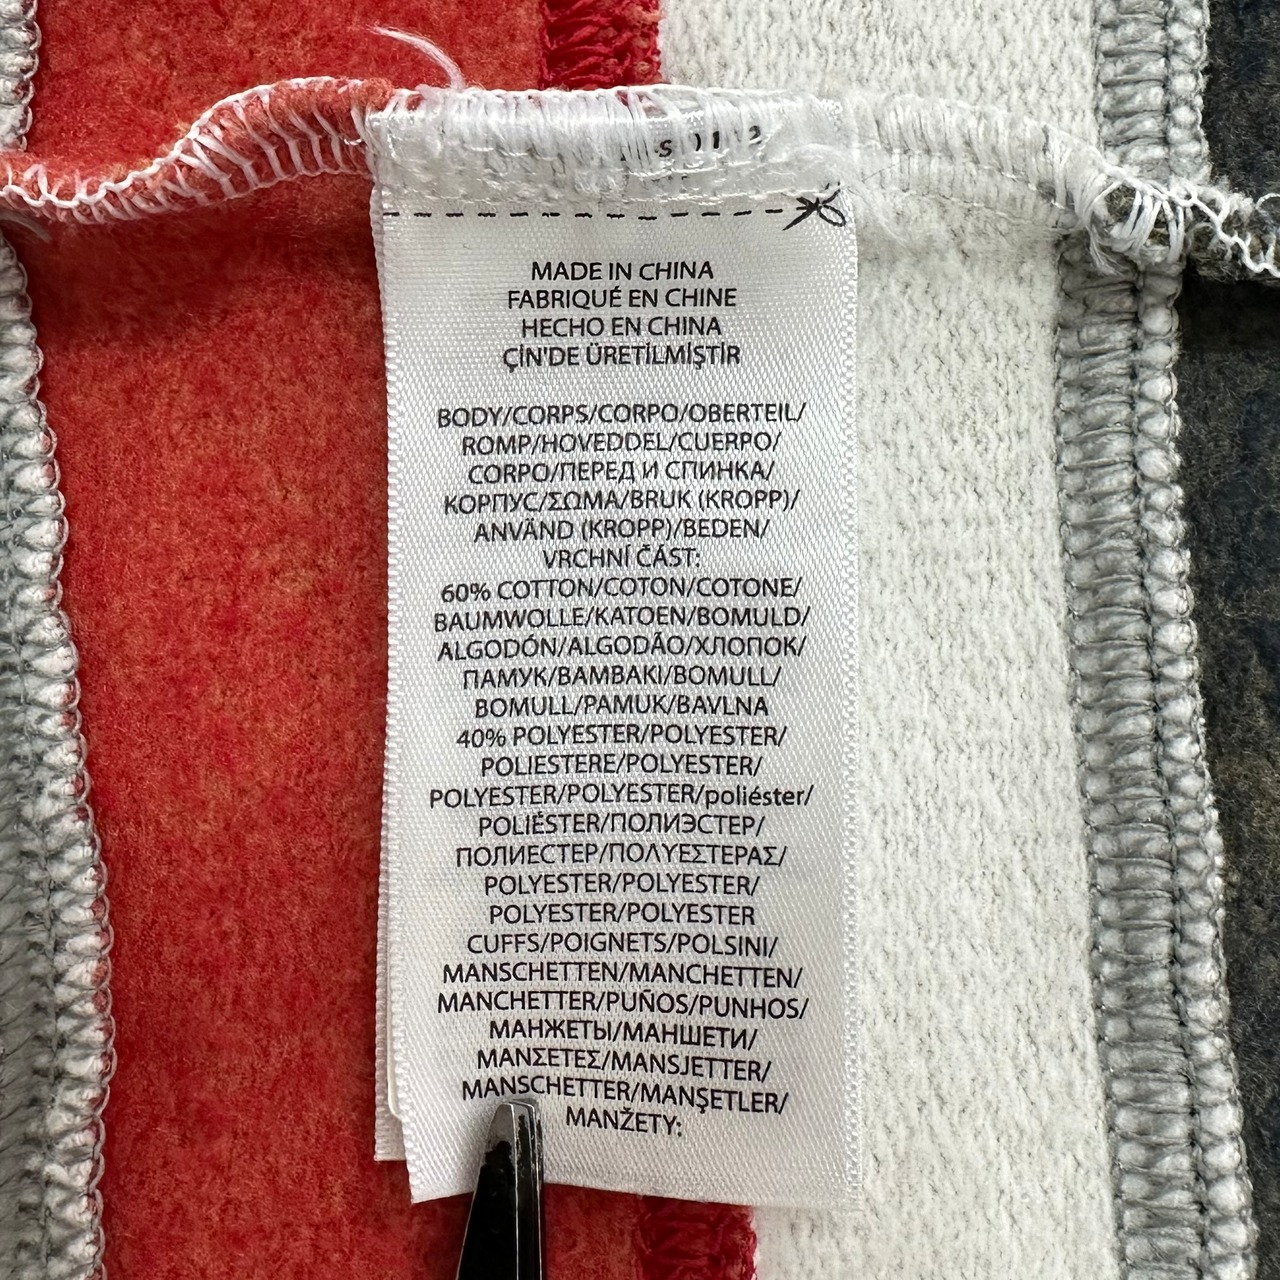 MADE IN CHINA
FABRIQUÉ EN CHINE
HECHO EN CHINA
ÇİN'DE ÜRETİLMİŞTİR
BODY/CORPS/CORPO/OBERTEIL/
ROMP/HOVEDDEL/CUERPO/
CORPO/ПЕРЕД И СПИНКА/
КОРПУС/ΣΩΜΑ/BRUK (KROPP)/
ANVÄND (KROPP)/BEDEN/
VRCHNÍ ČÁST:
60% COTTON/COTON/COTONE/
BAUMWOLLE/KATOEN/BOMULD/
ALGODÓN/ALGODÃO/ХЛОПОК/
ПАМУК/BAMBAKI/BOMULL/
BOMULL/PAMUK/BAVLNA
40% POLYESTER/POLYESTER/
POLIESTERE/POLYESTER/
POLYESTER/POLYESTER/poliéster/
POLIÉSTER/ПОЛИЭСТЕР/
ПОЛИЕСТЕР/ΠΟΛΥΕΣΤΕΡΑΣ/
POLYESTER/POLYESTER/
POLYESTER/POLYESTER
CUFFS/POIGNETS/POLSINI/
MANSCHETTEN/MANCHETTEN/
MANCHETTER/PUÑOS/PUNHOS/
МАНЖЕТЫ/МАНШЕТИ/
ΜΑΝΣΕΤΕΣ/MANSJETTER/
MANSCHETTER/MANŞETLER/
MANŽETY: